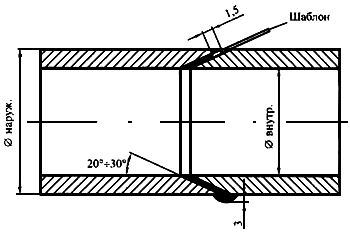 1,5
Шаблон
Ø наруж.
Ø внутр.
20°÷30°
3